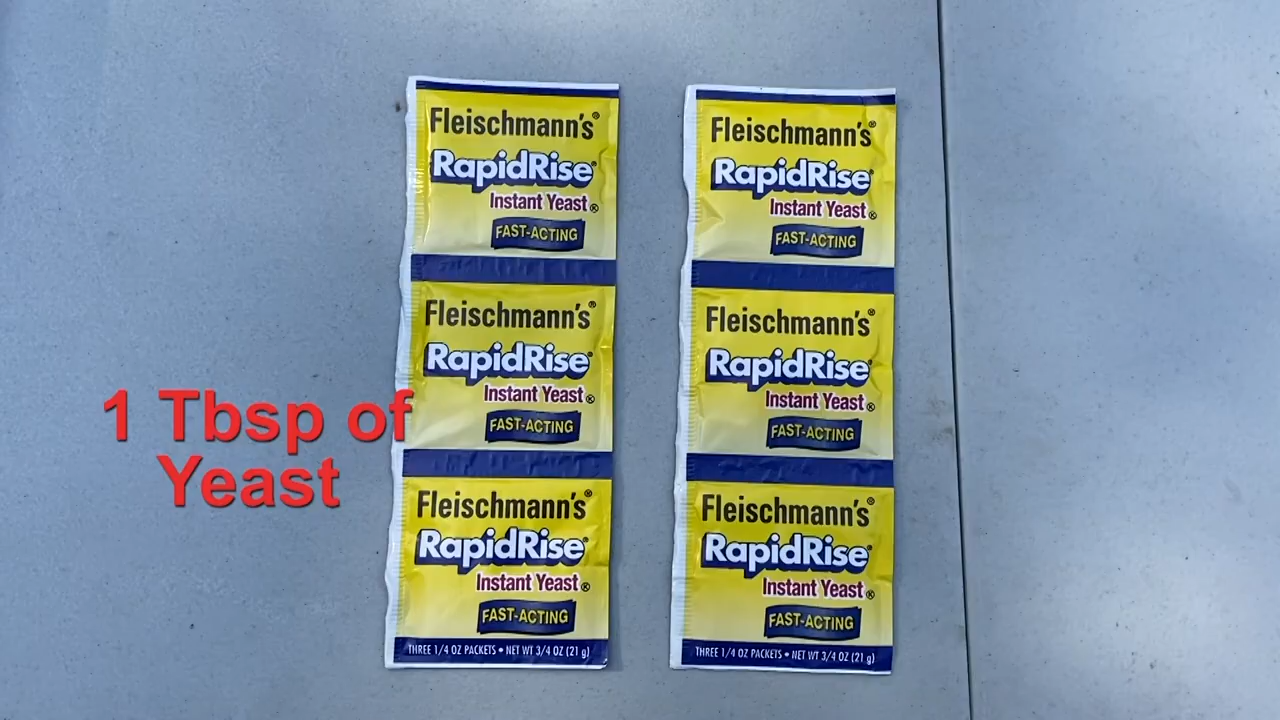 Fleischmann's®
RapidRise®
Instant Yeast®
FAST-ACTING
Fleischmann's®
RapidRise®
Instant Yeast®
FAST-ACTING
Fleischmann's®
RapidRise®
Instant Yeast®
FAST-ACTING
THREE 1/4 OZ PACKETS • NET WT 3/4 OZ (21 g)
Fleischmann's®
RapidRise®
Instant Yeast®
FAST-ACTING
Fleischmann's®
RapidRise®
Instant Yeast®
FAST-ACTING
Fleischmann's®
RapidRise®
Instant Yeast®
FAST-ACTING
THREE 1/4 OZ PACKETS • NET WT 3/4 OZ (21 g)
1 Tbsp of
Yeast